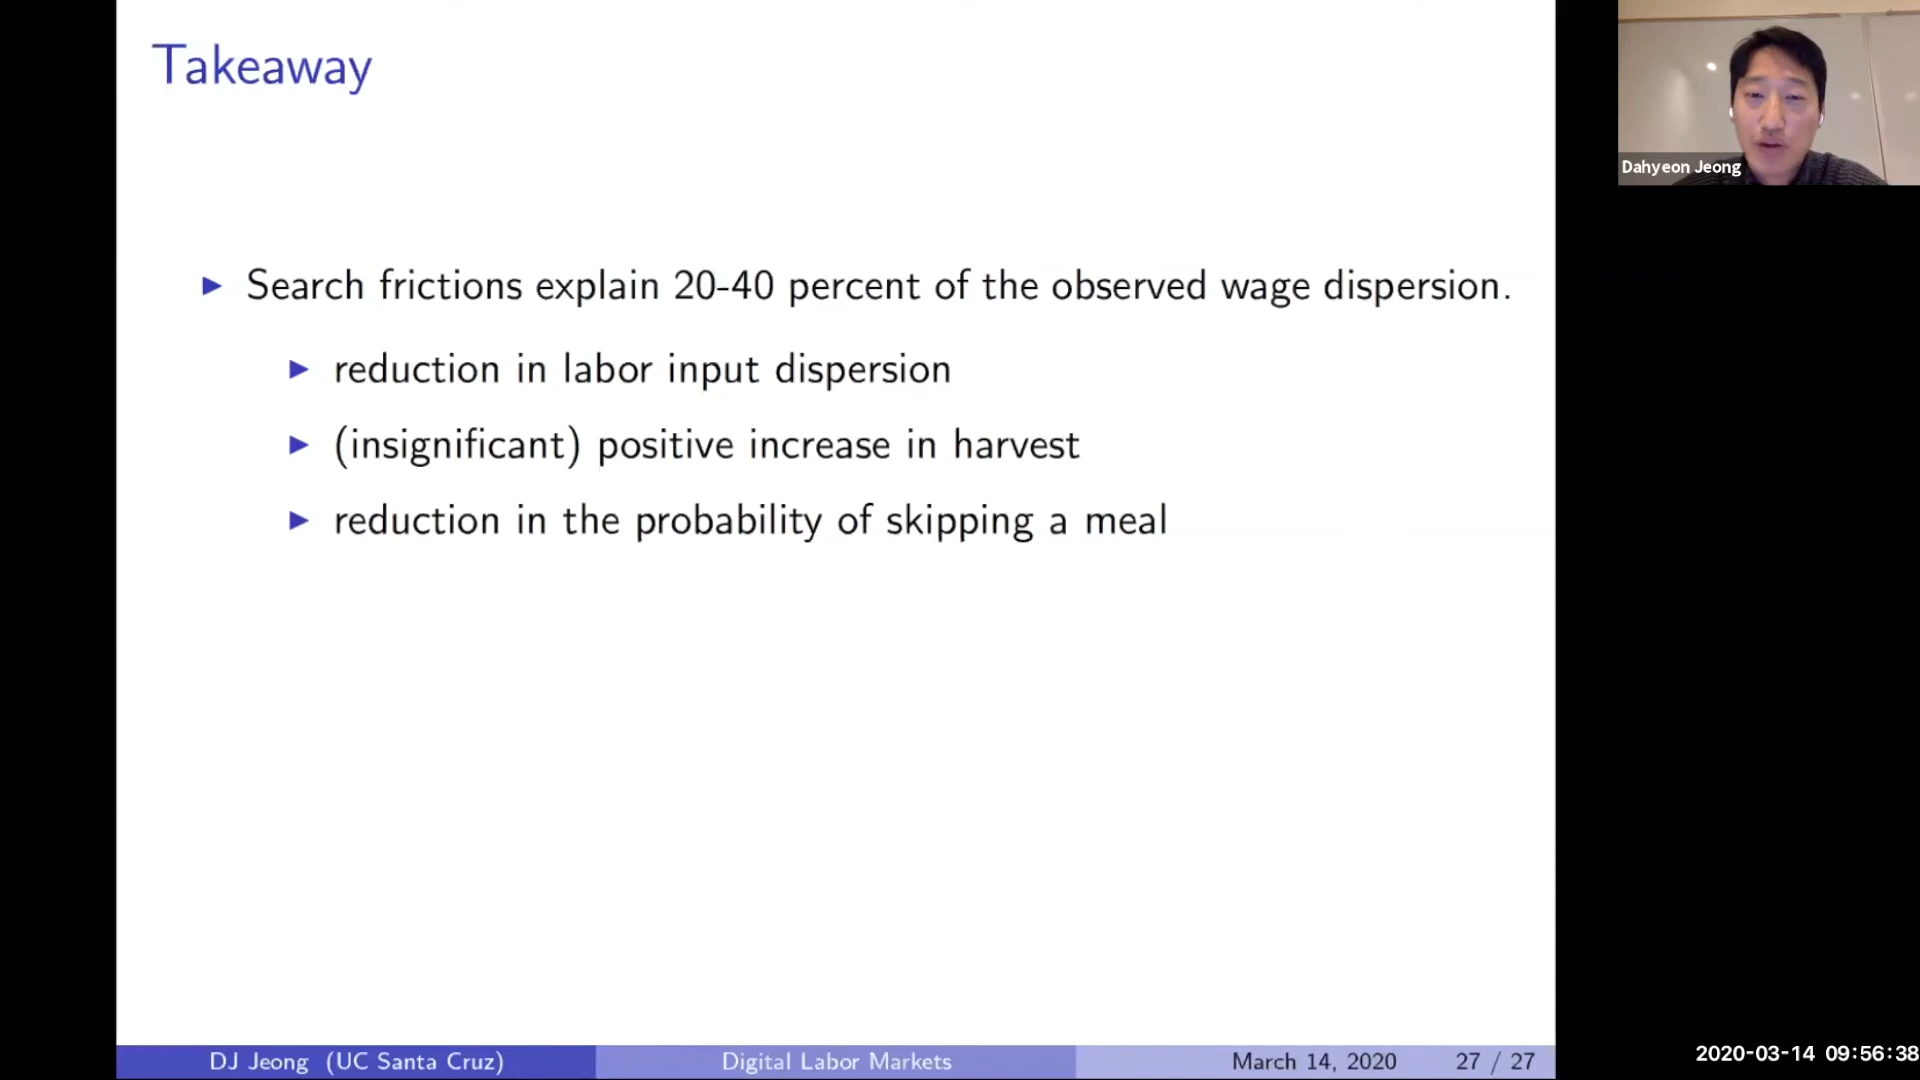 Takeaway
Dahyeon Jeong
Search frictions explain 20-40 percent of the observed wage dispersion.
reduction in labor input dispersion
(insignificant) positive increase in harvest
reduction in the probability of skipping a meal
DJ Jeong (UC Santa Cruz) Digital Labor Markets March 14, 2020 27 / 27
2020-03-14 09:56:38